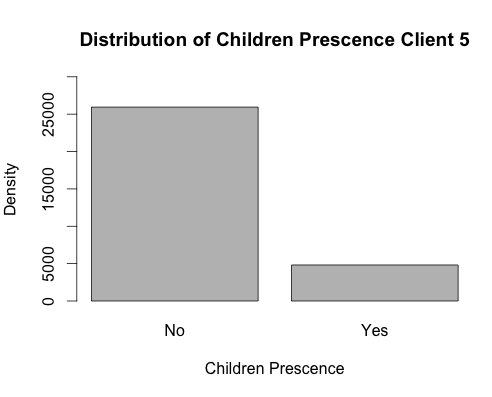 Distribution of Children Prescence Client 5
Density
25000
15000
5000
0
No Yes
Children Prescence